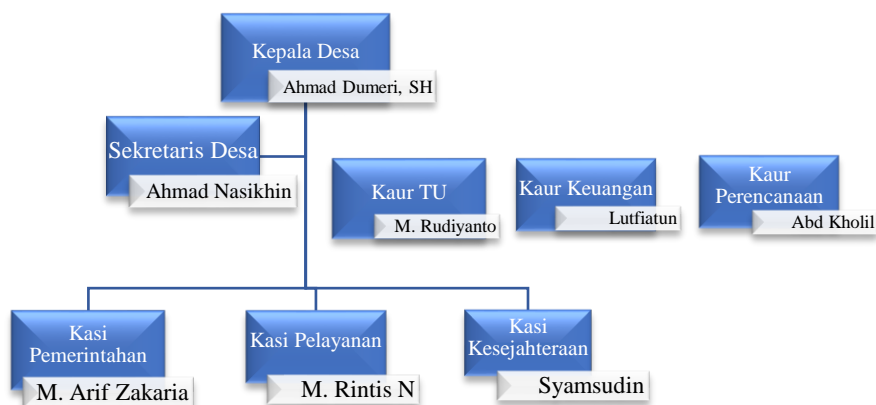 Kepala Desa
Ahmad Dumeri, SH
Sekretaris Desa
Ahmad Nasikhin
Kaur TU
M. Rudiyanto
Kaur Keuangan
Lutfiatun
Kaur
Perencanaan
Abd Kholil
Kasi
Pemerintahan
M. Arif Zakaria
Kasi Pelayanan
M. Rintis N
Kasi
Kesejahteraan
Syamsudin